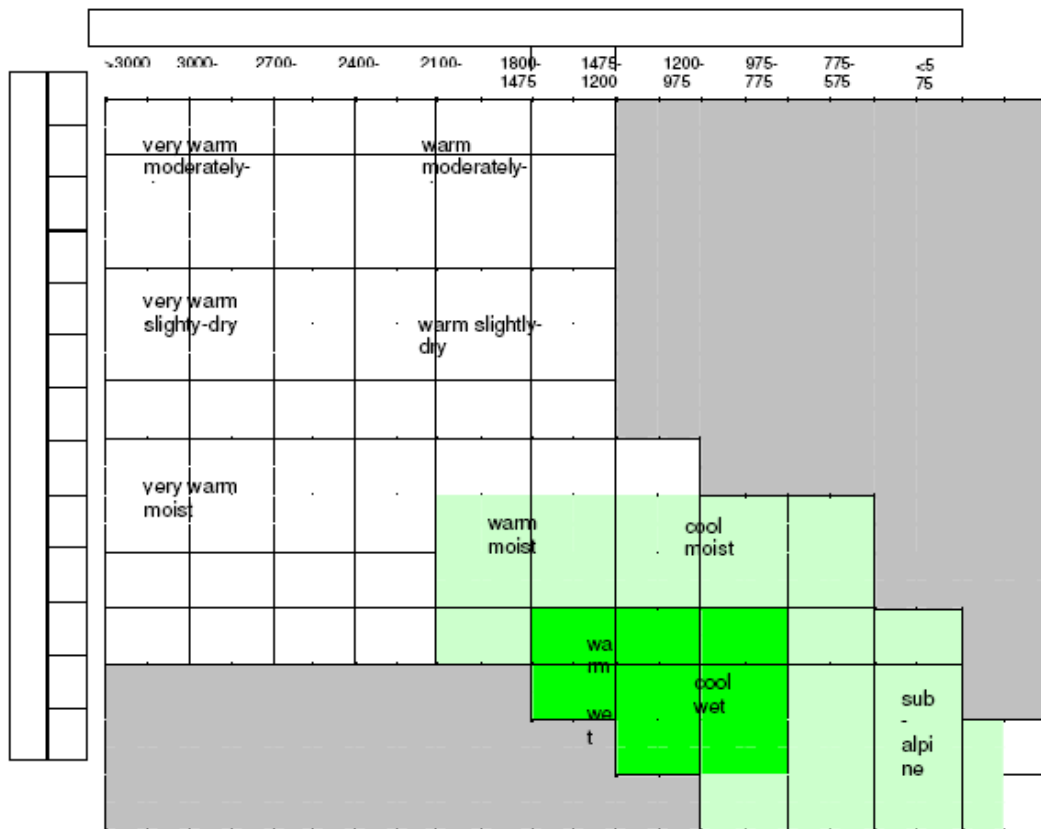 >3000 3000- 2700- 2400- 2100- 1800- 1475- 1200- 975- 775- <5
1475 1200 975 775 575 75
very warm
moderately-
warm
moderately-
very warm
slighty-dry
warm slightly-
dry
very warm
moist
warm
moist
cool
moist
wa
rm
we
t
cool
wet
sub
-
alpi
ne